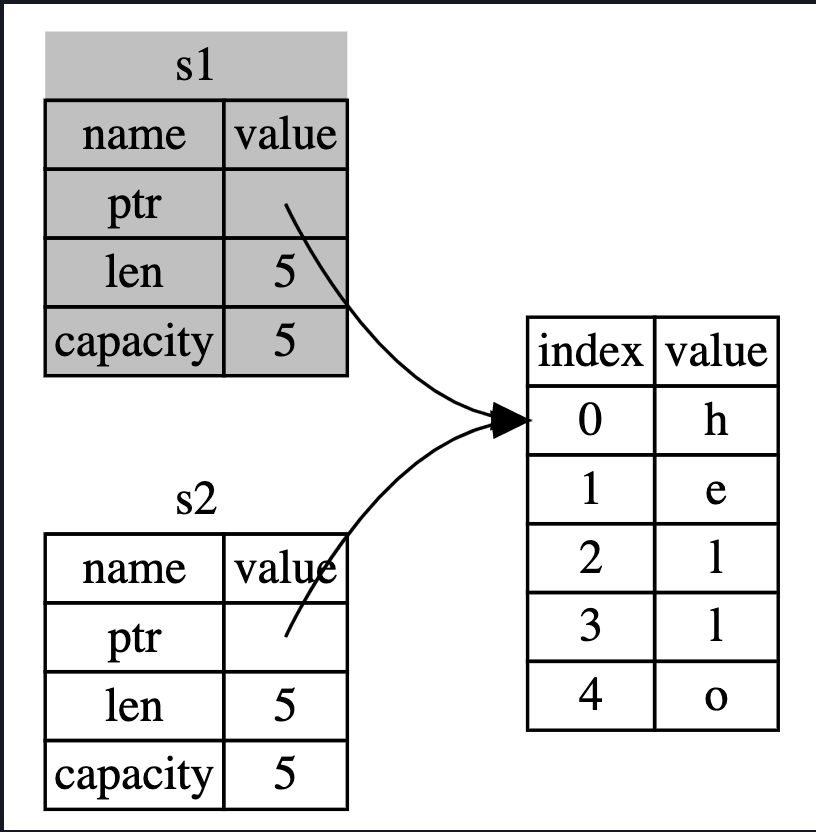 s1
name value
ptr
len 5
capacity 5
s2
name value
ptr
len 5
capacity 5
index value
0 h
1 e
2 l
3 l
4 o